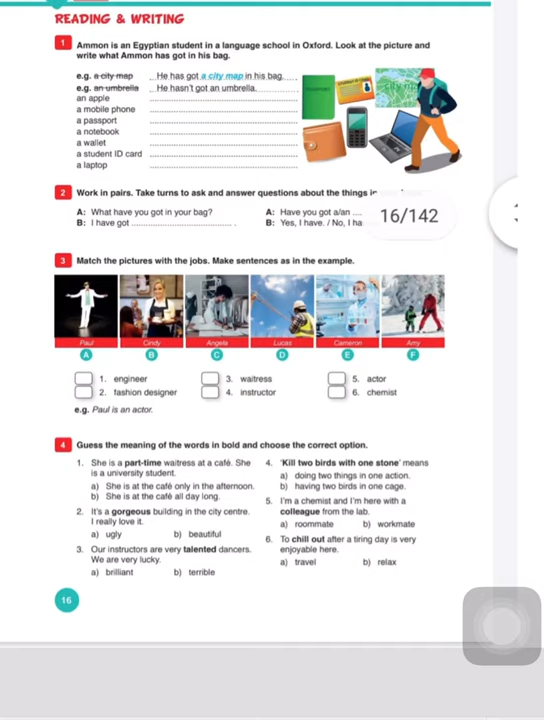 READING & WRITING
1 Ammon is an Egyptian student in a language school in Oxford. Look at the picture and
write what Ammon has got in his bag.
e.g. a city map ...He has got a city map in his bag.....
e.g. an umbrella ...He hasn't got an umbrella.
an apple
a mobile phone
a passport
a notebook
a wallet
a student ID card
a laptop
2 Work in pairs. Take turns to ask and answer questions about the things in
A: What have you got in your bag?
B: I have got .................................... .
A: Have you got a/an ....
B: Yes, I have. / No, I ha
16/142
3 Match the pictures with the jobs. Make sentences as in the example.
Paul Cindy Angela Lucas Cameron Amy
A B C D E F
1. engineer 3. waitress 5. actor
2. fashion designer 4. instructor 6. chemist
e.g. Paul is an actor.
4 Guess the meaning of the words in bold and choose the correct option.
1. She is a part-time waitress at a café. She
is a university student.
a) She is at the café only in the afternoon.
b) She is at the café all day long.
2. It's a gorgeous building in the city centre.
I really love it.
a) ugly b) beautiful
3. Our instructors are very talented dancers.
We are very lucky.
a) brilliant b) terrible
4. 'Kill two birds with one stone' means
a) doing two things in one action.
b) having two birds in one cage.
5. I'm a chemist and I'm here with a
colleague from the lab.
a) roommate b) workmate
6. To chill out after a tiring day is very
enjoyable here.
a) travel b) relax
16